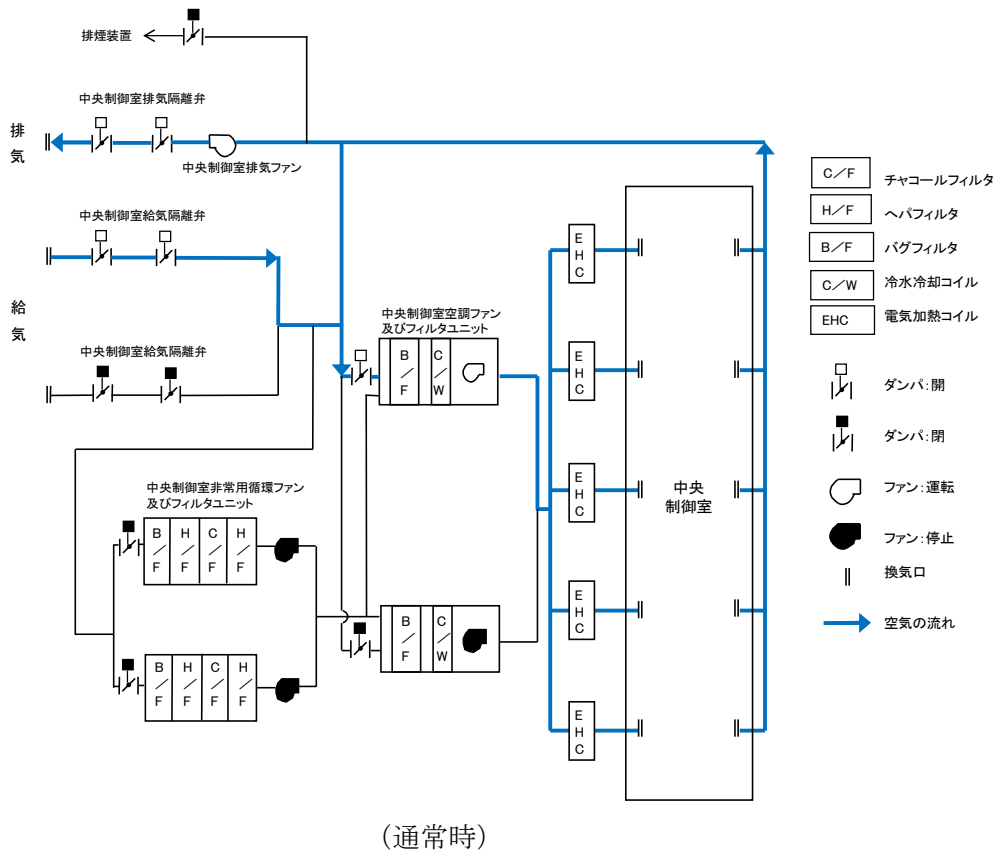 排煙装置
中央制御室排気隔離弁
排
気
中央制御室排気ファン
中央制御室給気隔離弁
給
気
中央制御室給気隔離弁
中央制御室空調ファン
及びフィルタユニット
B/F
C/W
中央制御室非常用循環ファン
及びフィルタユニット
B/F
H/F
C/F
H/F
B/F
H/F
C/F
H/F
B/F
C/W
EHC
EHC
EHC
EHC
EHC
中央
制御室
C/F
チャコールフィルタ
H/F
ヘパフィルタ
B/F
バグフィルタ
C/W
冷水冷却コイル
EHC
電気加熱コイル
ダンパ:開
ダンパ:閉
ファン:運転
ファン:停止
換気口
空気の流れ
(通常時)